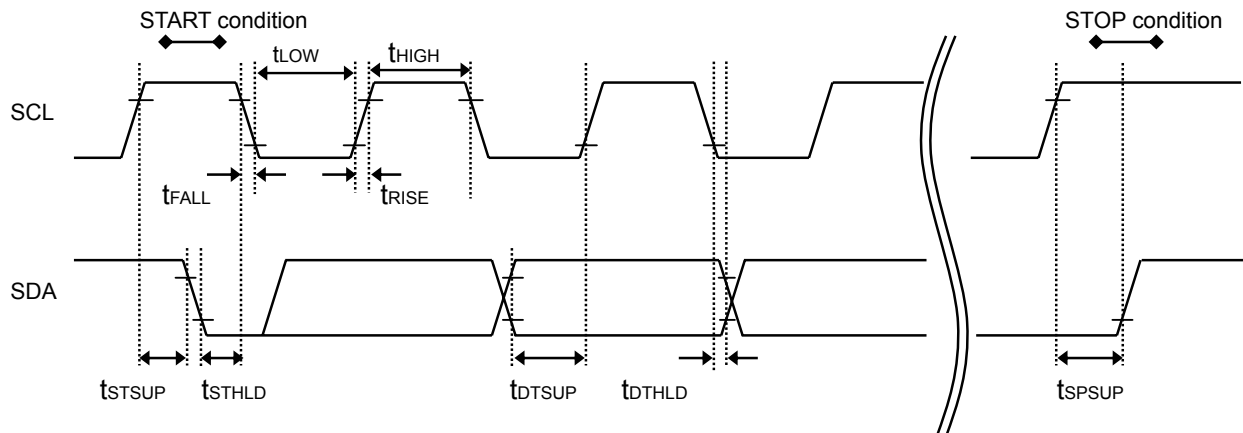 START condition
STOP condition
tLOW
tHIGH
SCL
tFALL
tRISE
SDA
tSTSUP
tSTHLD
tDTSUP
tDTHLD
tSPSUP